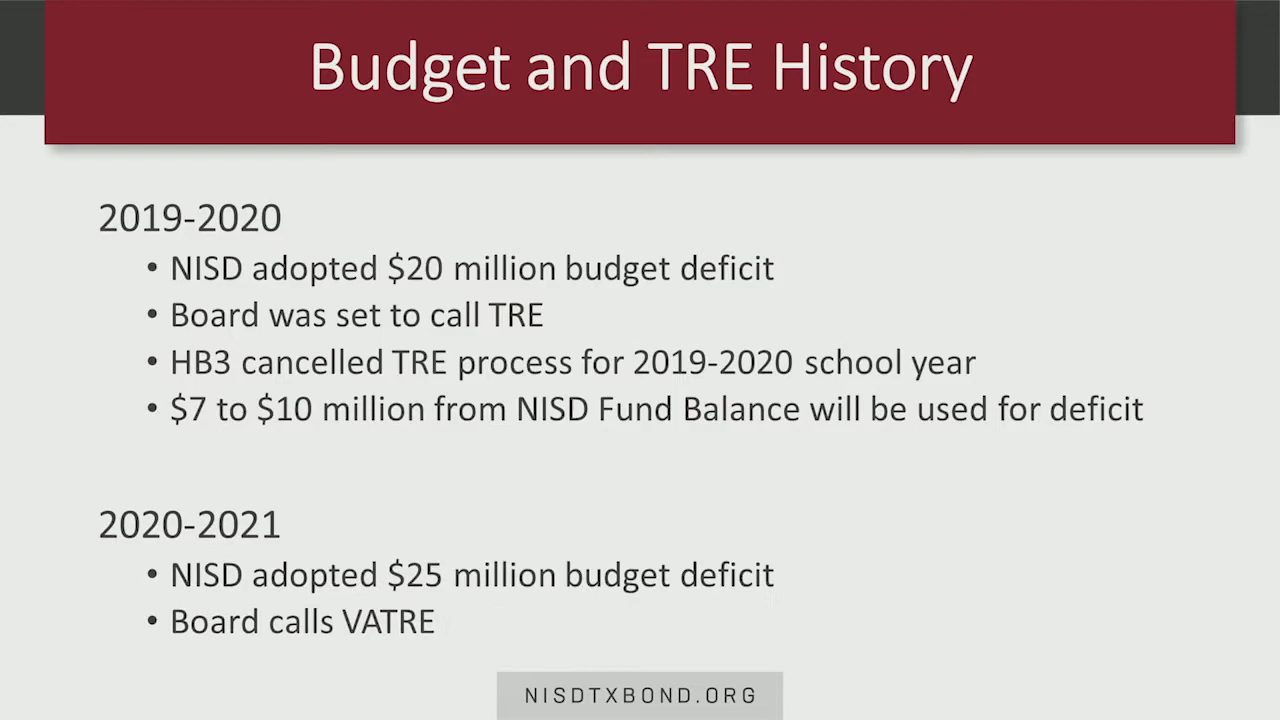 Budget and TRE History
2019-2020
• NISD adopted $20 million budget deficit
• Board was set to call TRE
• HB3 cancelled TRE process for 2019-2020 school year
• $7 to $10 million from NISD Fund Balance will be used for deficit
2020-2021
• NISD adopted $25 million budget deficit
• Board calls VATRE
NISDTXBOND.ORG